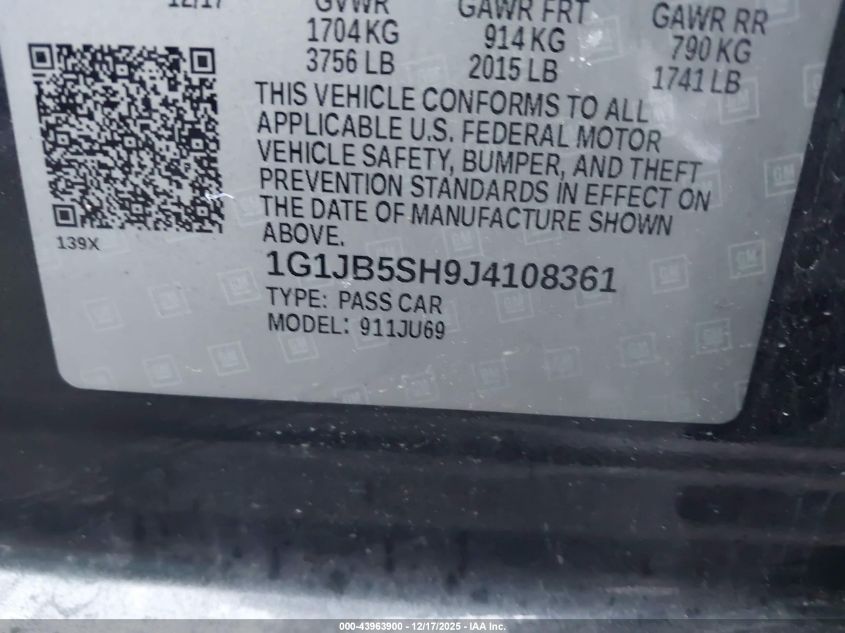 12/17 GVWR GAWR FRT GAWR RR
1704 KG 914 KG 790 KG
3756 LB 2015 LB 1741 LB
THIS VEHICLE CONFORMS TO ALL
APPLICABLE U.S. FEDERAL MOTOR
VEHICLE SAFETY, BUMPER, AND THEFT
PREVENTION STANDARDS IN EFFECT ON
THE DATE OF MANUFACTURE SHOWN
ABOVE.
139X
1G1JB5SH9J4108361
TYPE: PASS CAR
MODEL: 911JU69
000-43963900 - 12/17/2025 - IAA Inc.